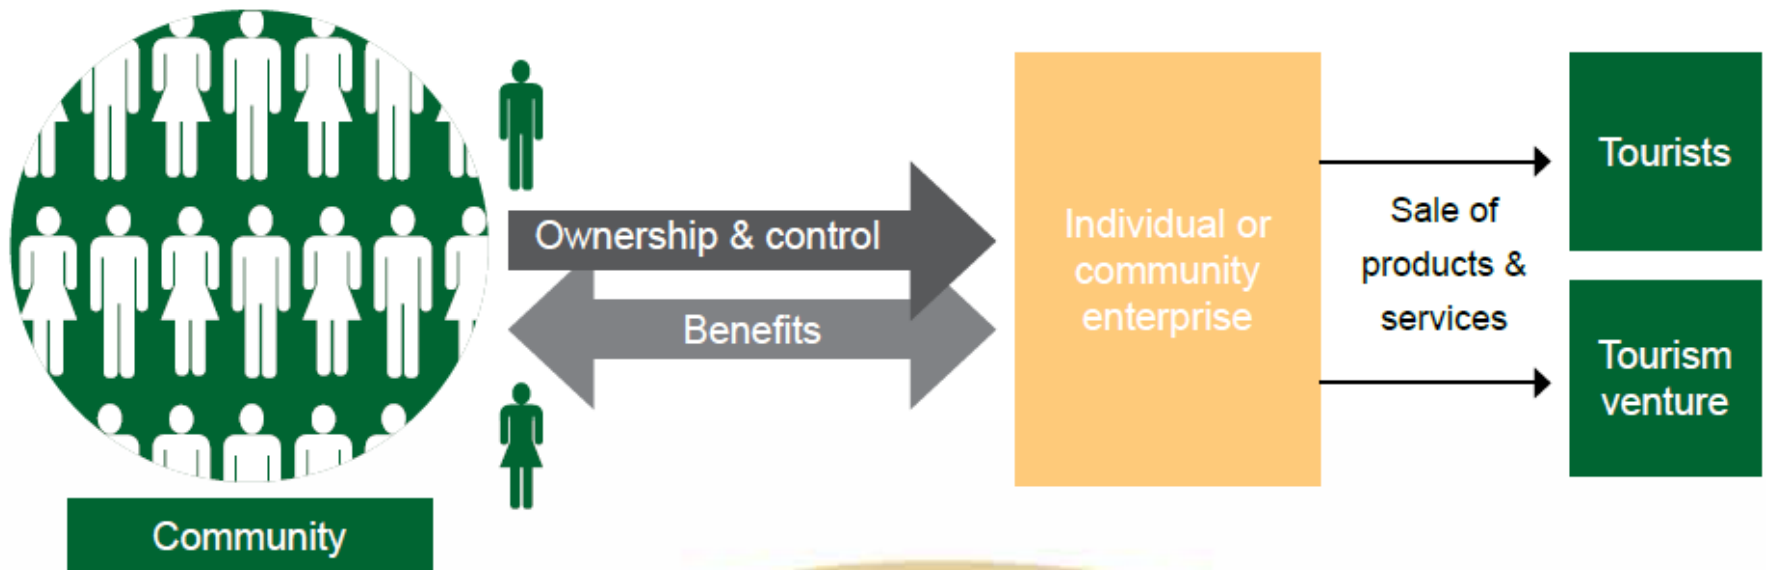 Community
Ownership & control
Benefits
Individual or
community
enterprise
Sale of
products &
services
Tourists
Tourism
venture